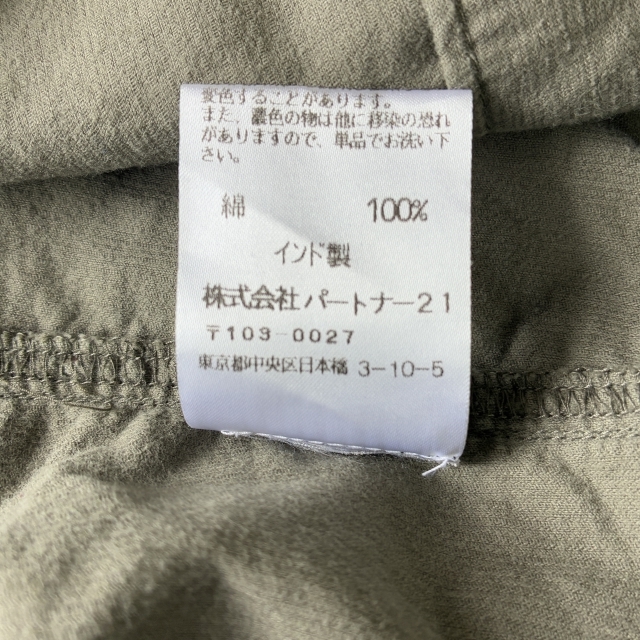 変色することがあります。
また、濃色の物は他に移染の恐れ
がありますので、単品でお洗い下
さい。
綿 100%
インド製
株式会社パートナー21
〒103-0027
東京都中央区日本橋 3-10-5